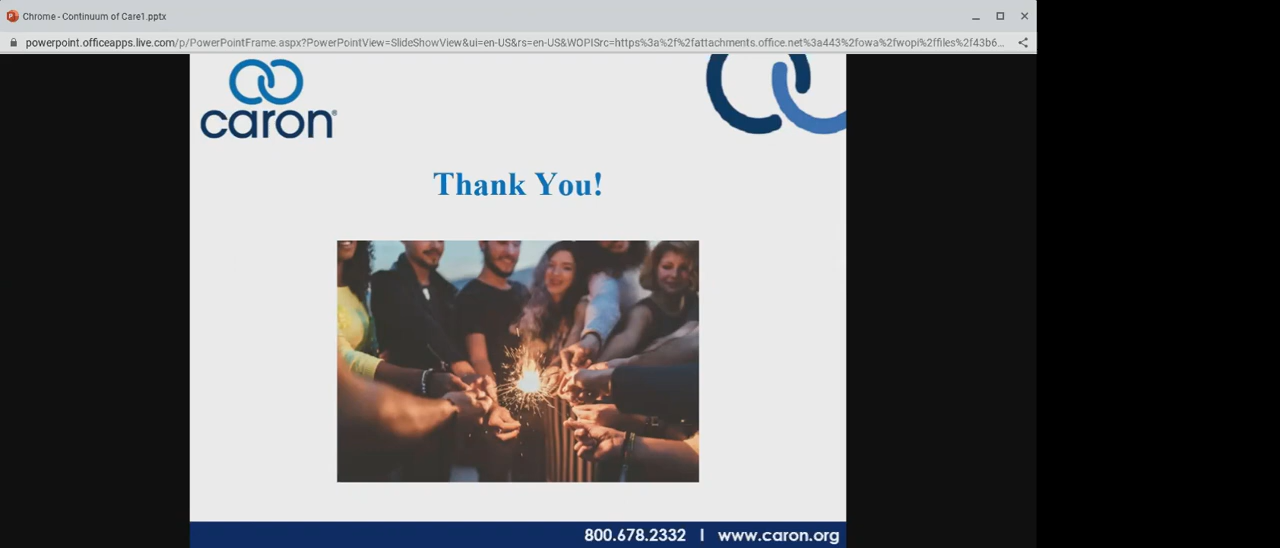 Chrome - Continuum of Care1.pptx
powerpoint.officeapps.live.com/p/PowerPointFrame.aspx?PowerPointView=SlideShowView&ui=en-US&rs=en-US&WOPISrc=https%3a%2f%2fattachments.office.net%3a443%2fowa%2fwopi%2ffiles%2f43b6...
caron®
Thank You!
800.678.2332 | www.caron.org